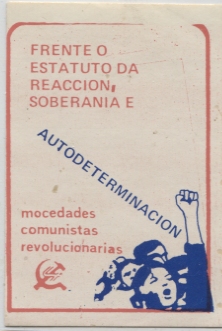 FRENTE O
ESTATUTO DA
REACCION,
SOBERANIA E
AUTODETERMINACION
mocedades
comunistas
revolucionarias